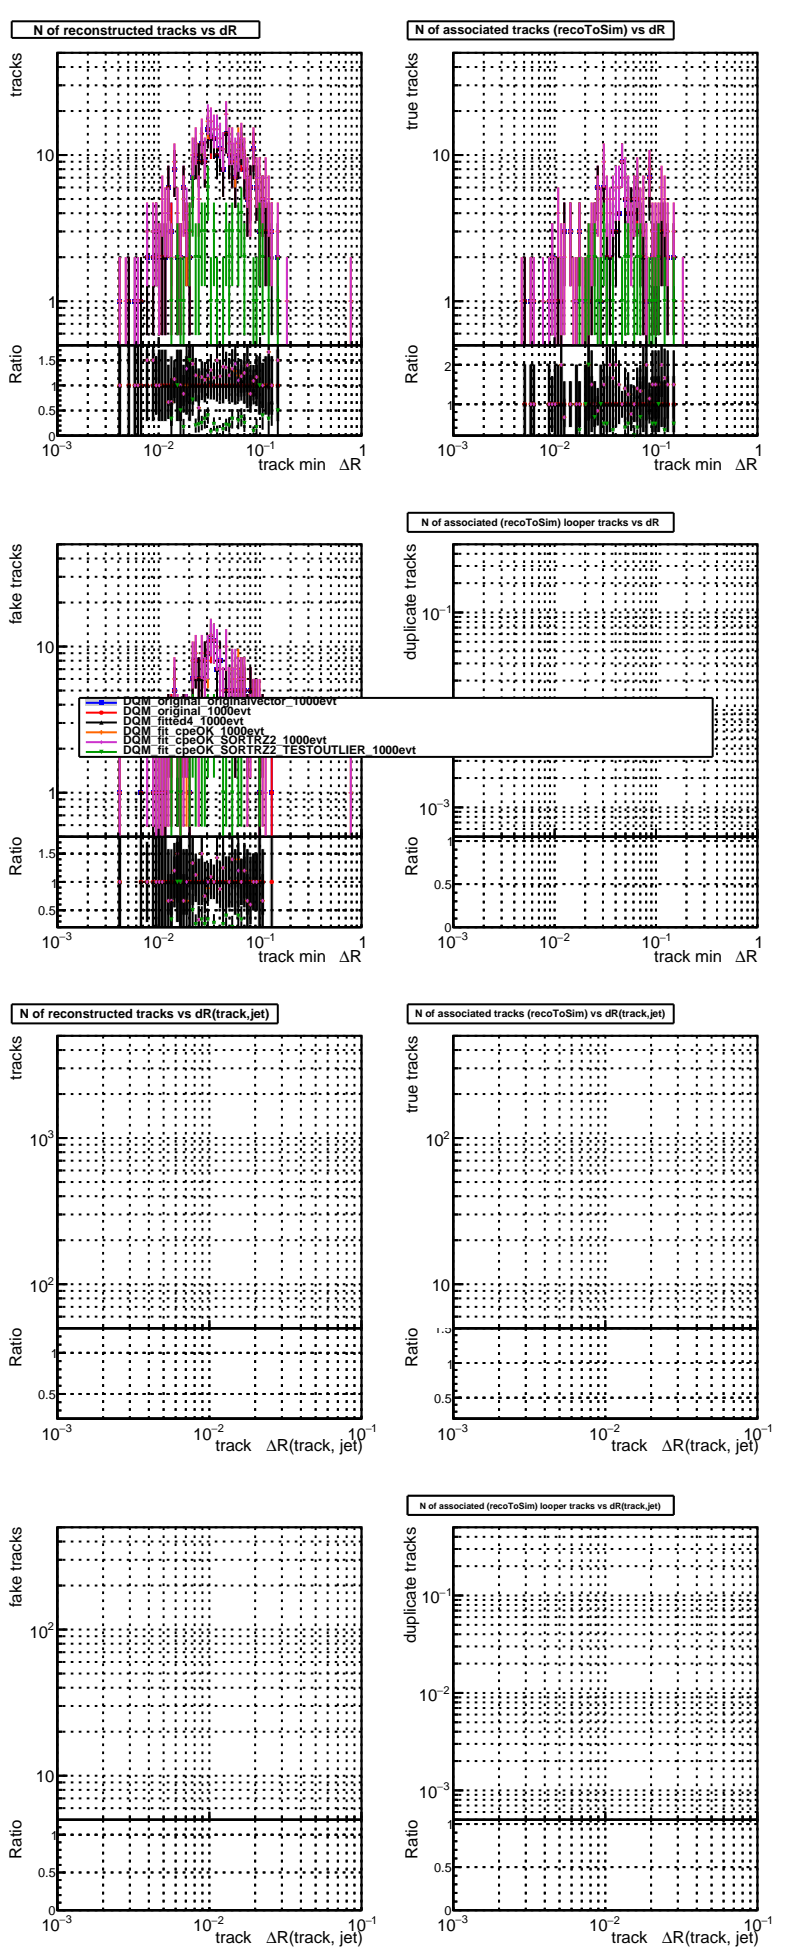 N of reconstructed tracks vs dR
tracks
10
1
Ratio
1.5
1
0.5
0
10−3 10−2 10−1 1
track min ΔR
N of associated tracks (recoToSim) vs dR
true tracks
10
1
Ratio
2
1
10−3 10−2 10−1 1
track min ΔR
fake tracks
10
1
Ratio
1.5
1
0.5
10−3 10−2 10−1 1
track min ΔR
N of associated (recoToSim) looper tracks vs dR
duplicate tracks
10−1
10−3
Ratio
1
0.5
0
10−3 10−2 10−1 1
track min ΔR
DQM_original_originalvector_1000evt
DQM_original_1000evt
DQM_fitted4_1000evt
DQM_fit_cpeOK_1000evt
DQM_fit_cpeOK_SORTRZ2_1000evt
DQM_fit_cpeOK_SORTRZ2_TESTOUTLIER_1000evt
N of reconstructed tracks vs dR(track,jet)
tracks
10³
10²
Ratio
1
0.5
10−3 10−2 10−1
track ΔR(track, jet)
N of associated tracks (recoToSim) vs dR(track,jet)
true tracks
10²
10
Ratio
1.5
1
0.5
10−3 10−2 10−1
track ΔR(track, jet)
fake tracks
10²
10
Ratio
1
0.5
0
10−3 10−2 10−1
track ΔR(track, jet)
N of associated (recoToSim) looper tracks vs dR(track,jet)
duplicate tracks
10−1
10−2
10−3
Ratio
1
0.5
0
10−3 10−2 10−1
track ΔR(track, jet)